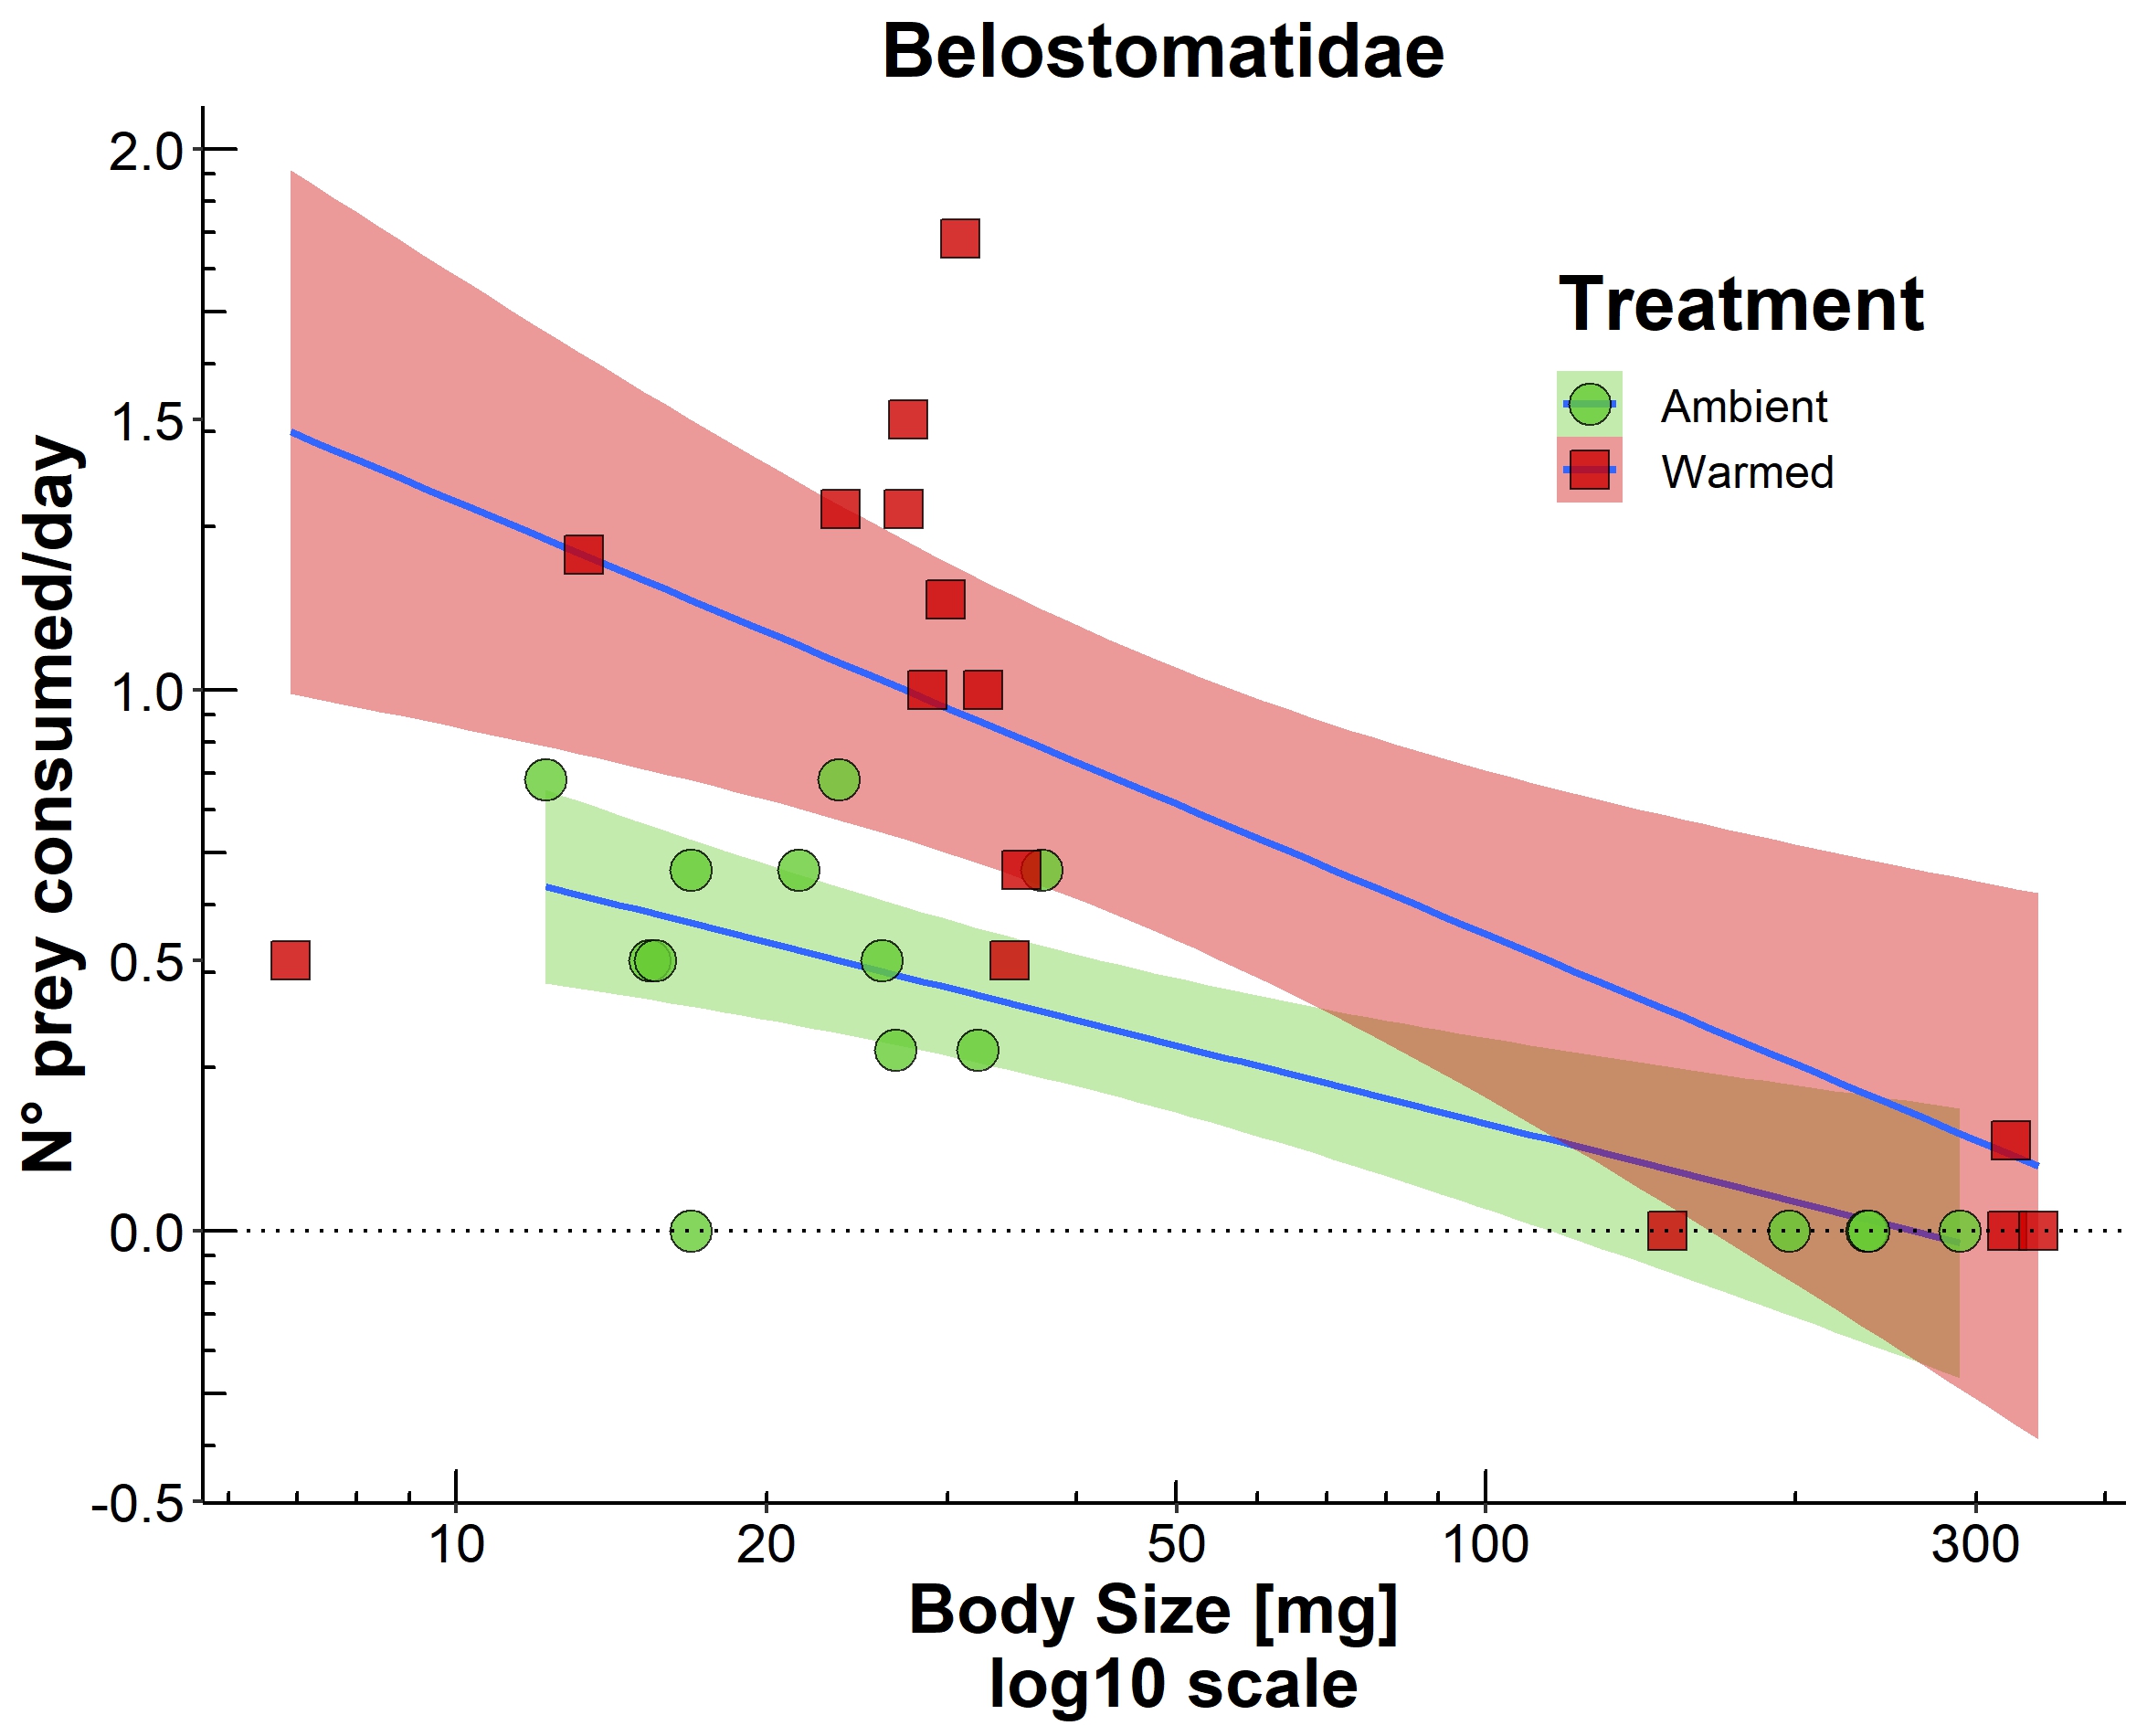 Belostomatidae
2.0
1.5
1.0
0.5
0.0
-0.5
N° prey consumed/day
Treatment
Ambient
Warmed
10 20 50 100 300
Body Size [mg]
log10 scale